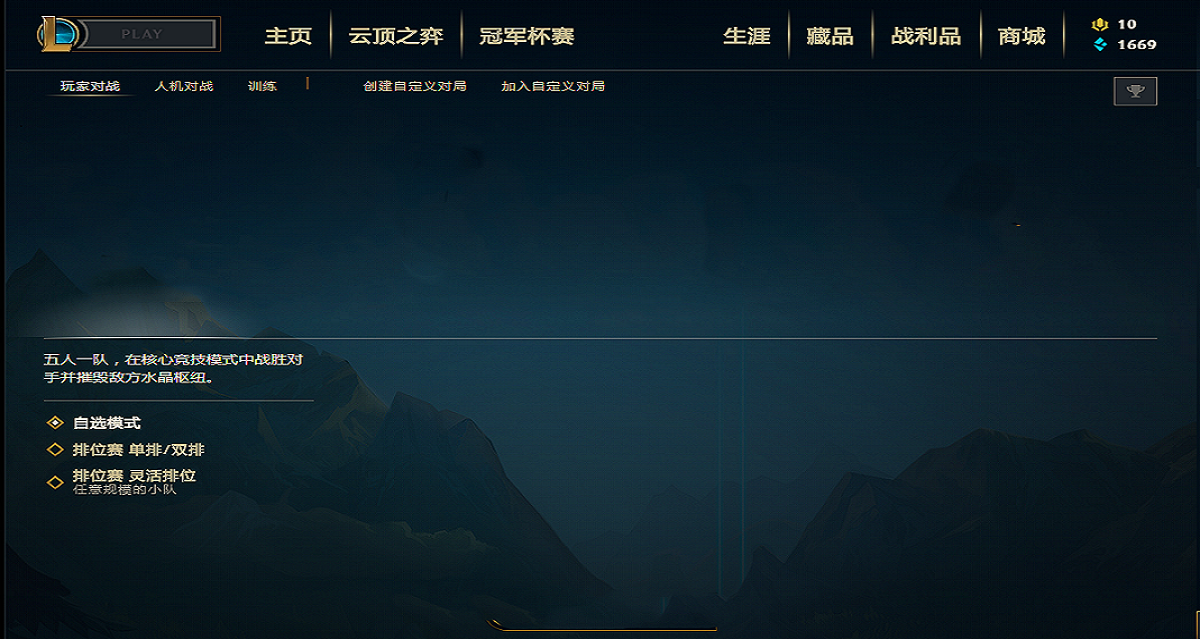 PLAY
主页
云顶之弈
冠军杯赛
生涯
藏品
战利品
商城
10
1669
玩家对战
人机对战
训练
创建自定义对局
加入自定义对局
五人一队，在核心竞技模式中战胜对
手并摧毁敌方水晶枢纽。
自选模式
排位赛 单排/双排
排位赛 灵活排位
任意规模的小队